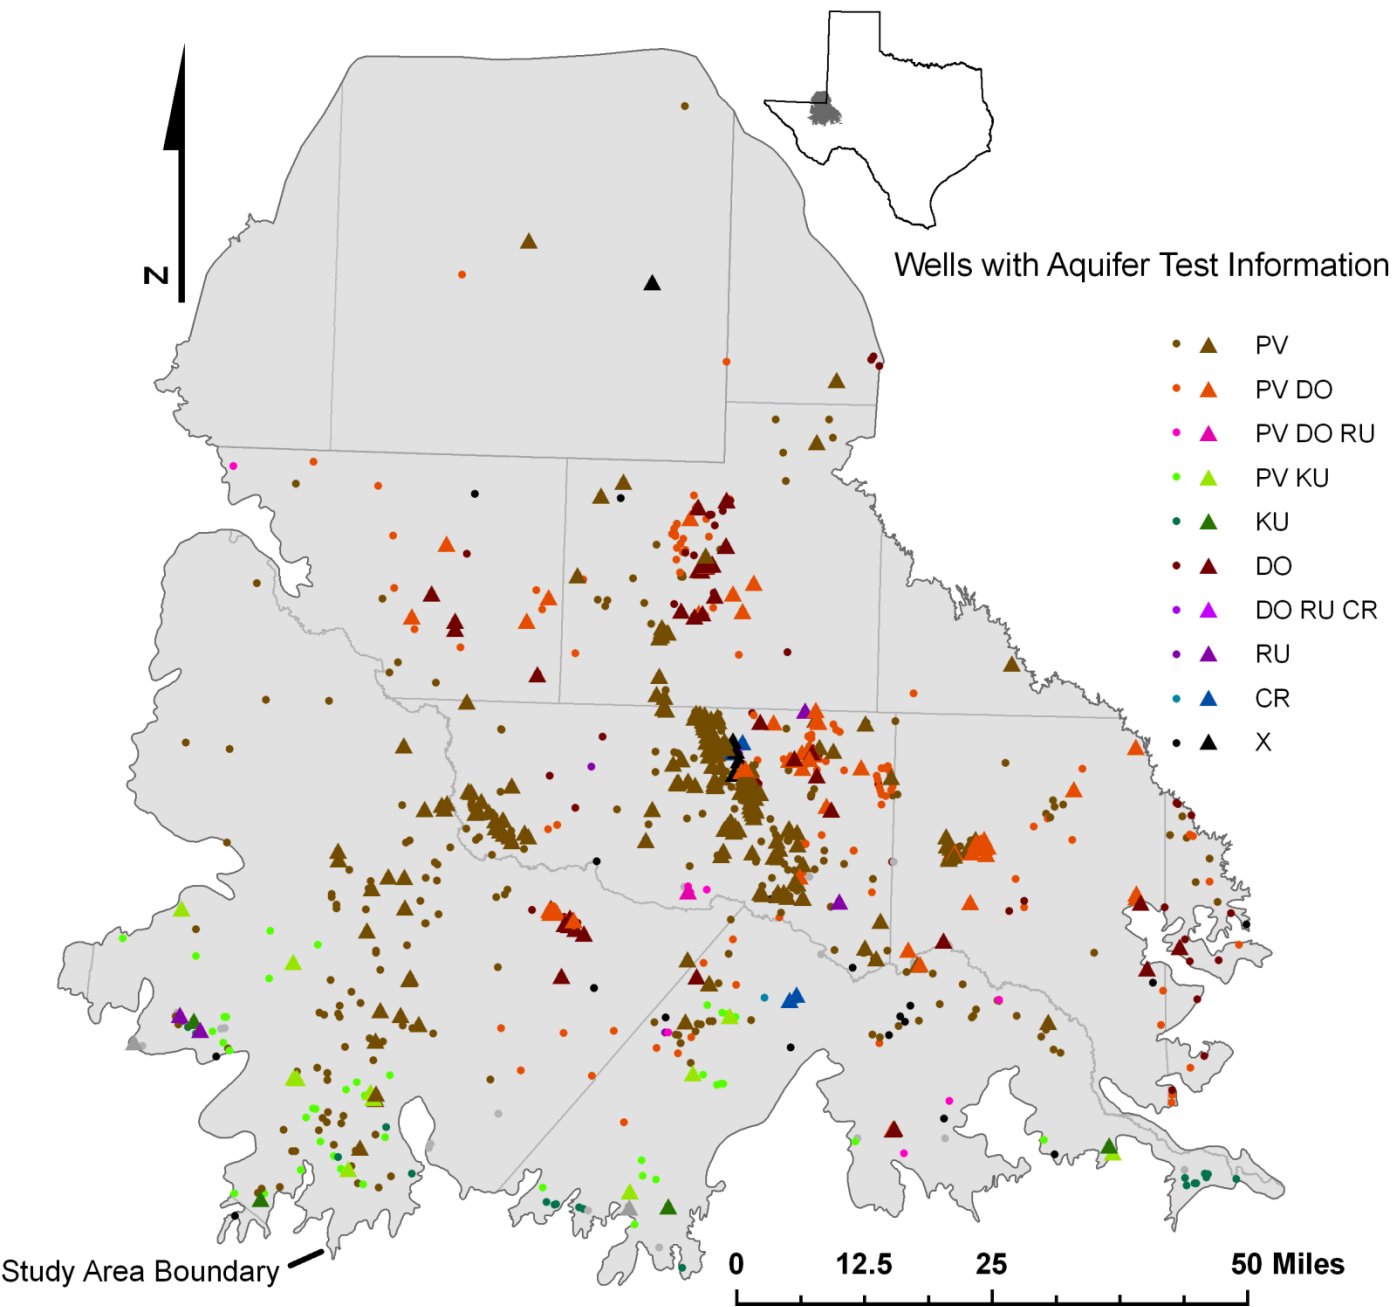 N
Wells with Aquifer Test Information
PV
PV DO
PV DO RU
PV KU
KU
DO
DO RU CR
RU
CR
X
Study Area Boundary
0 12.5 25 50 Miles